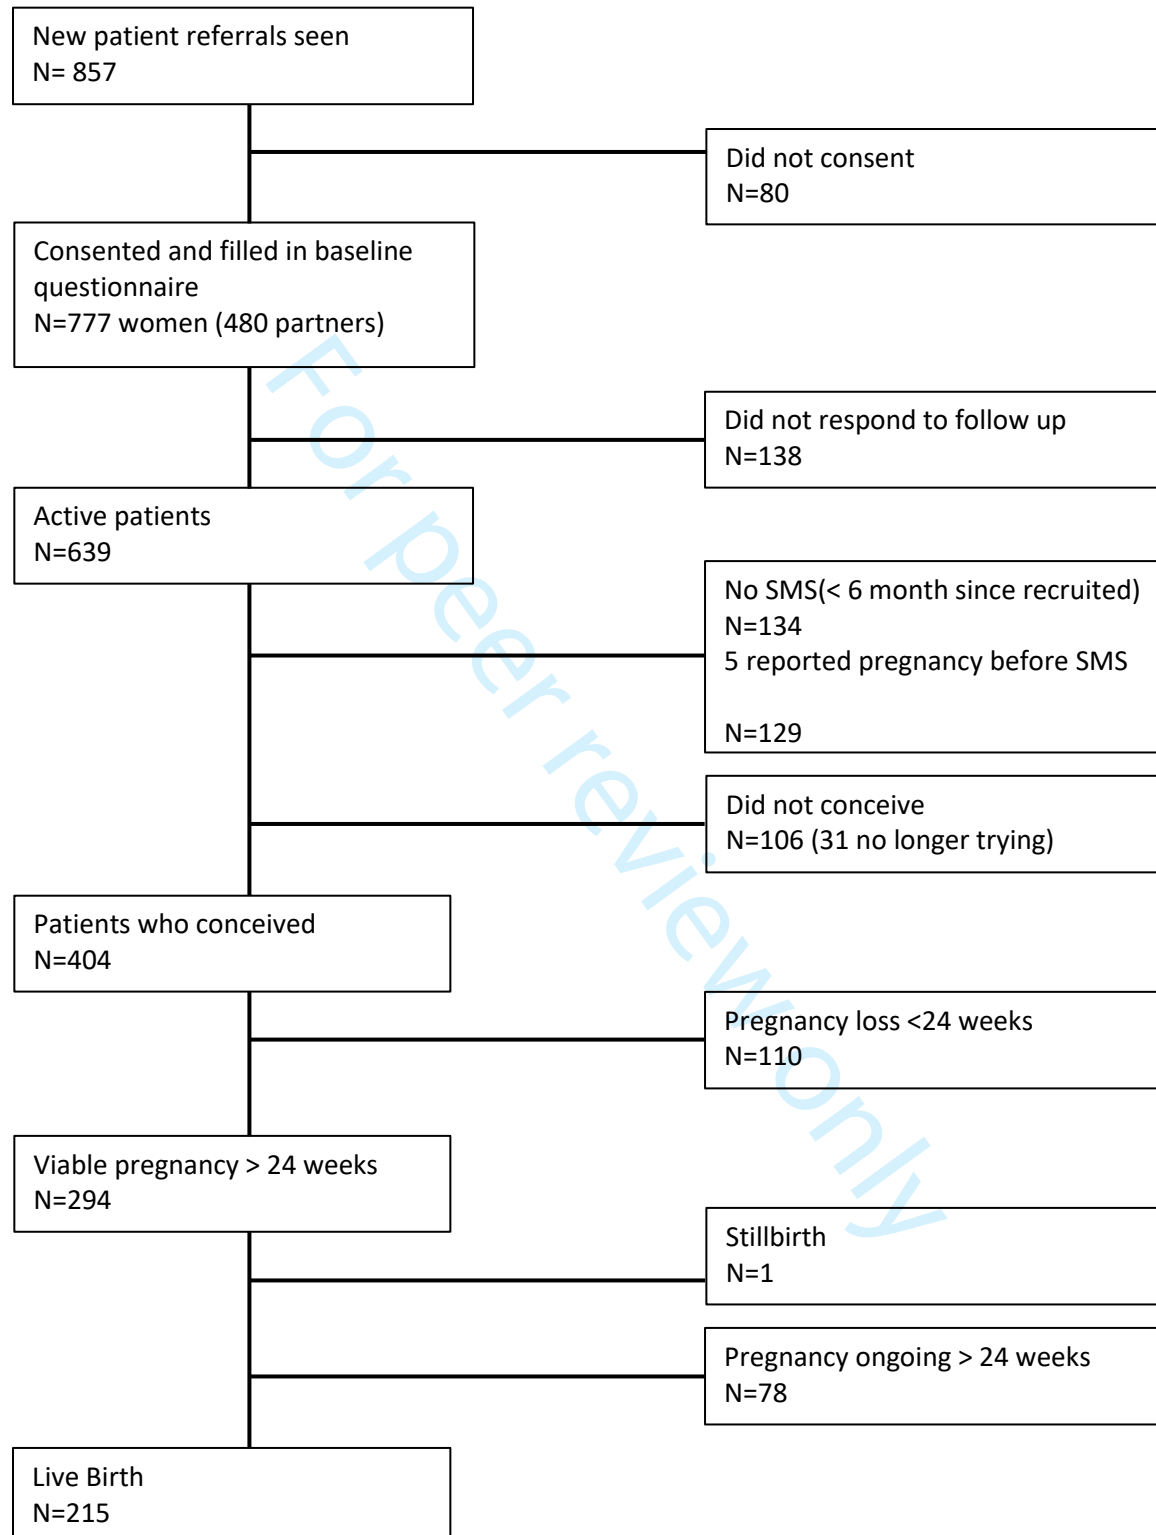 New patient referrals seen
N= 857
Did not consent
N=80
Consented and filled in baseline
questionnaire
N=777 women (480 partners)
Did not respond to follow up
N=138
Active patients
N=639
No SMS(< 6 month since recruited)
N=134
5 reported pregnancy before SMS
N=129
Did not conceive
N=106 (31 no longer trying)
Patients who conceived
N=404
Pregnancy loss <24 weeks
N=110
Viable pregnancy > 24 weeks
N=294
Stillbirth
N=1
Pregnancy ongoing > 24 weeks
N=78
Live Birth
N=215
For peer review only